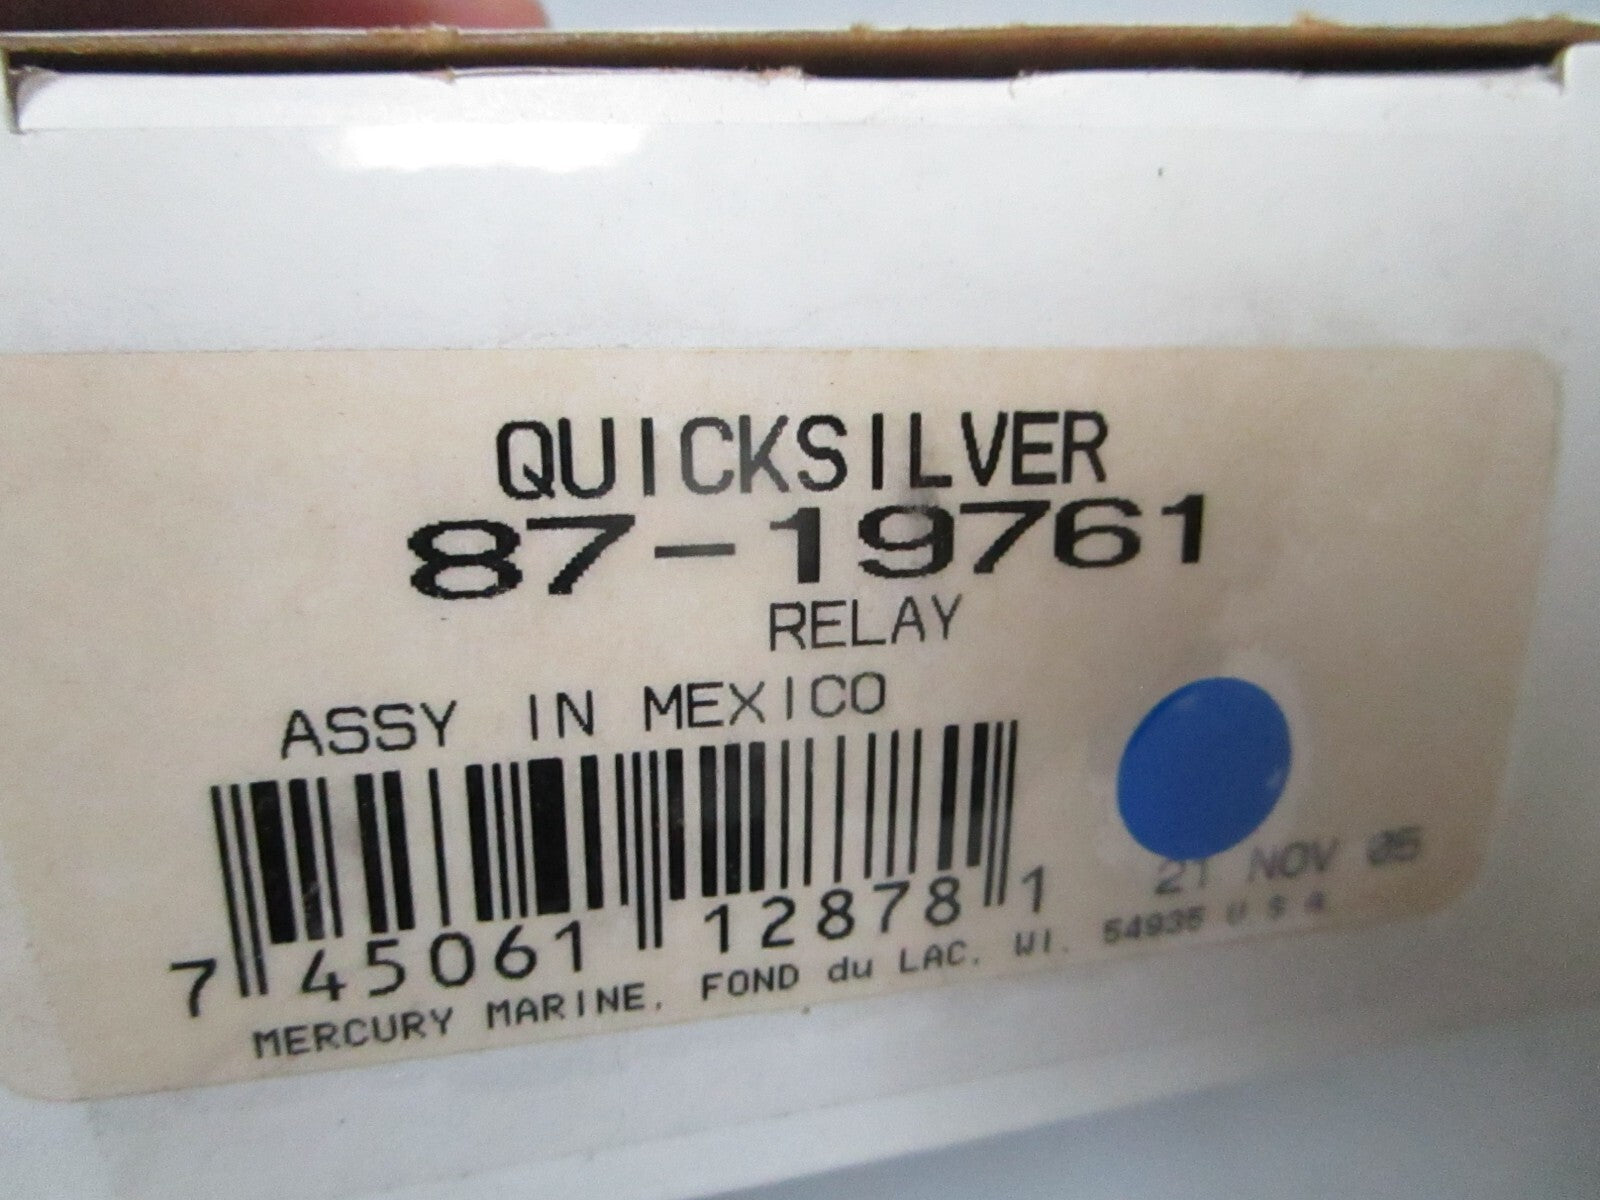 QUICKSILVER
87-19761
RELAY
ASSY IN MEXICO
7 45061 12878 1
21 NOV 05
MERCURY MARINE, FOND du LAC, WI. 54935 U S A